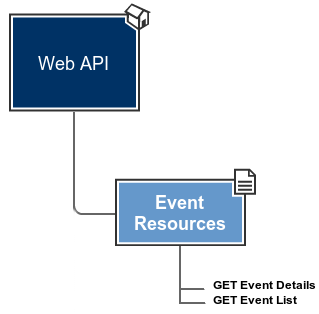 Web API
Event
Resources
GET Event Details
GET Event List